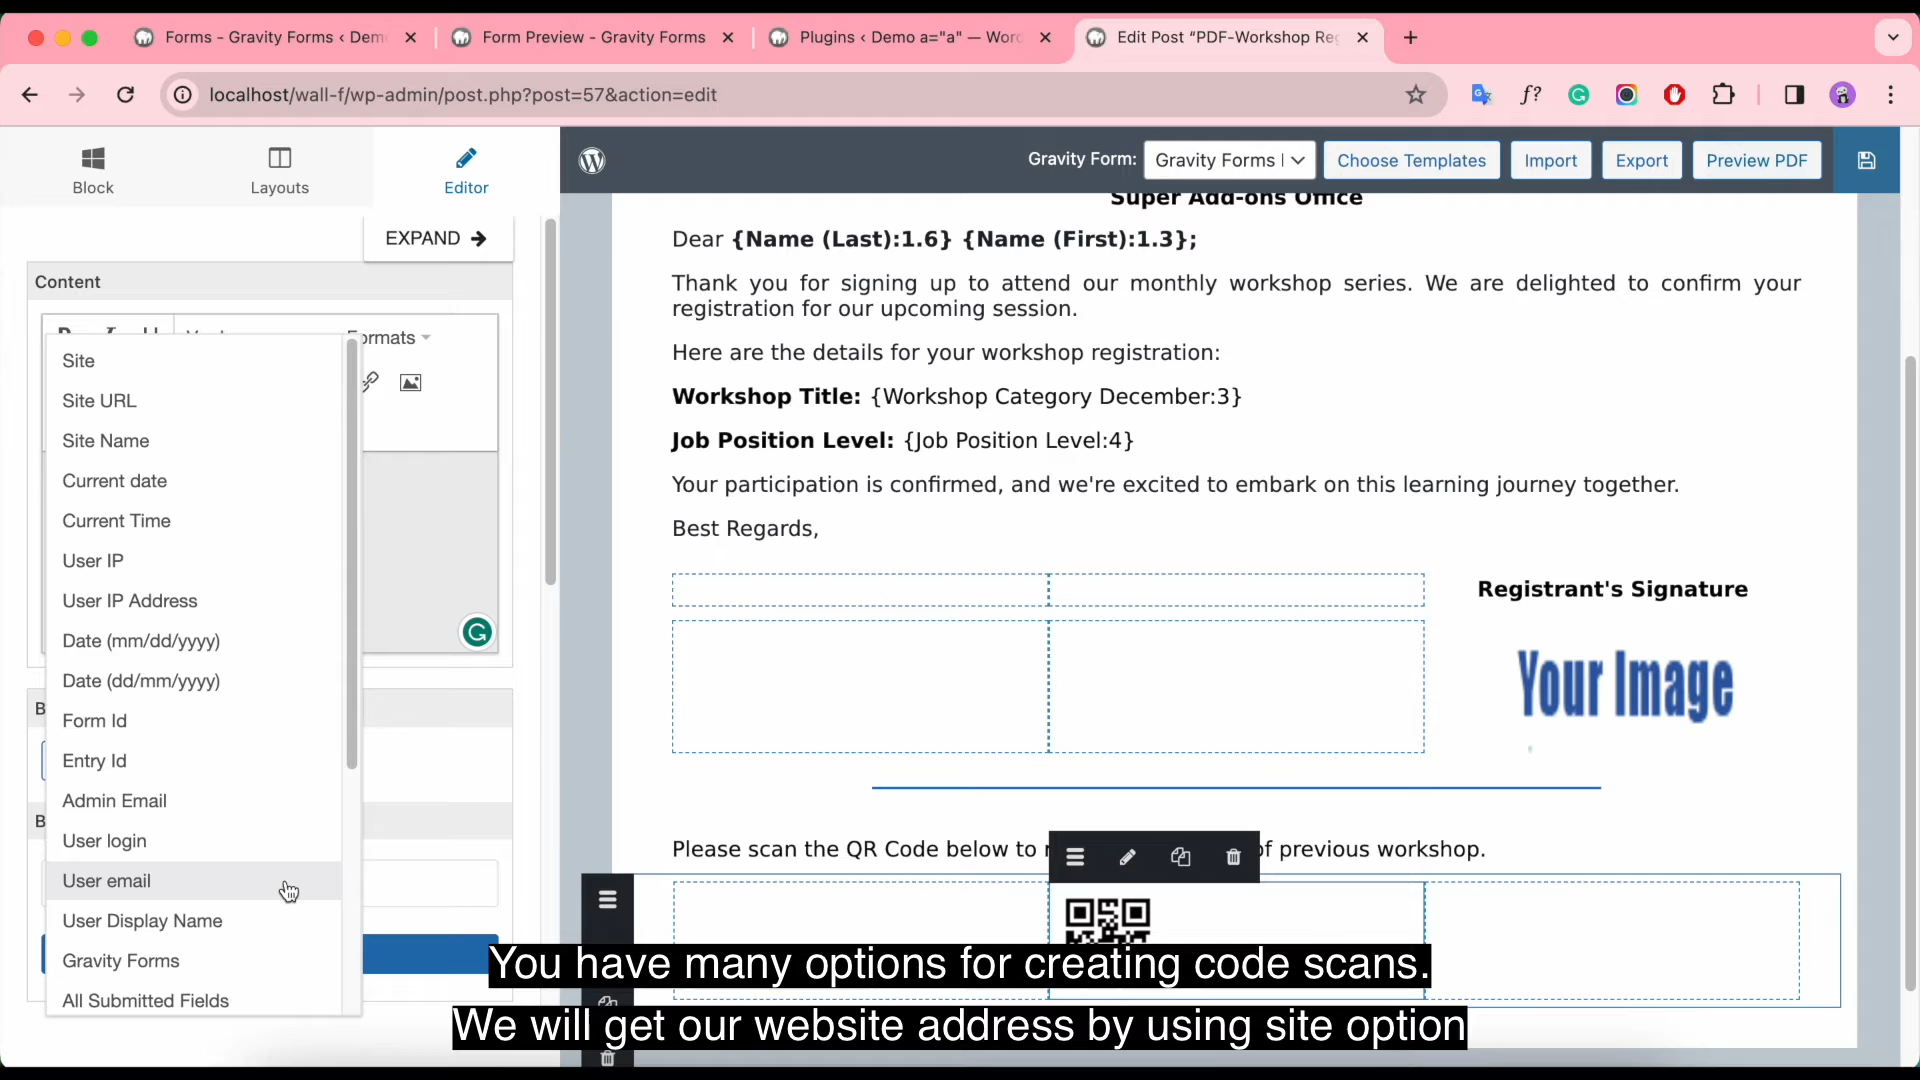 Forms - Gravity Forms ‹ Dem
Form Preview - Gravity Forms
Plugins ‹ Demo a="a" — Word
Edit Post “PDF-Workshop Reg
localhost/wall-f/wp-admin/post.php?post=57&action=edit
Block
Layouts
Editor
Gravity Form:
Gravity Forms
Choose Templates
Import
Export
Preview PDF
EXPAND
Content
Formats
Site
Site URL
Site Name
Current date
Current Time
User IP
User IP Address
Date (mm/dd/yyyy)
Date (dd/mm/yyyy)
Form Id
Entry Id
Admin Email
User login
User email
User Display Name
Gravity Forms
All Submitted Fields
Super Add-ons Office
Dear {Name (Last):1.6} {Name (First):1.3};
Thank you for signing up to attend our monthly workshop series. We are delighted to confirm your
registration for our upcoming session.
Here are the details for your workshop registration:
Workshop Title: {Workshop Category December:3}
Job Position Level: {Job Position Level:4}
Your participation is confirmed, and we're excited to embark on this learning journey together.
Best Regards,
Registrant's Signature
Your Image
Please scan the QR Code below to of previous workshop.
You have many options for creating code scans.
We will get our website address by using site option